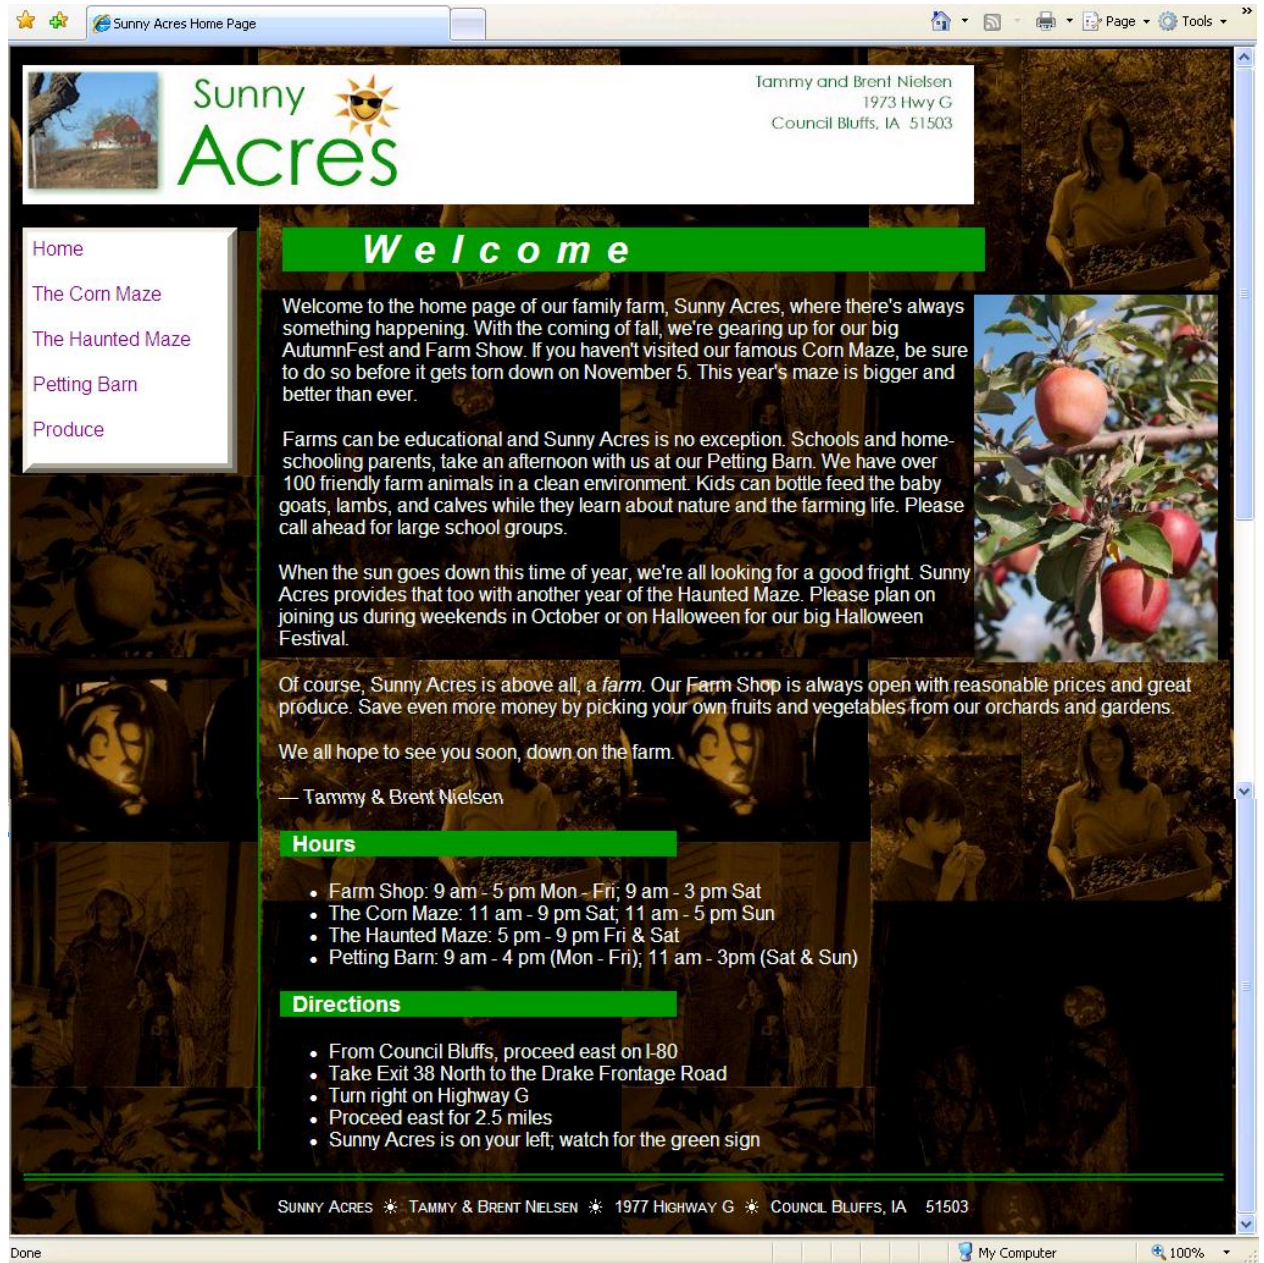 Sunny Acres Home Page
Page
Tools
»
Sunny
Acres
Tammy and Brent Nielsen
1973 Hwy G
Council Bluffs, IA 51503
Home
The Corn Maze
The Haunted Maze
Petting Barn
Produce
Welcome
Welcome to the home page of our family farm, Sunny Acres, where there's always
something happening. With the coming of fall, we're gearing up for our big
AutumnFest and Farm Show. If you haven't visited our famous Corn Maze, be sure
to do so before it gets torn down on November 5. This year's maze is bigger and
better than ever.
Farms can be educational and Sunny Acres is no exception. Schools and home-
schooling parents, take an afternoon with us at our Petting Barn. We have over
100 friendly farm animals in a clean environment. Kids can bottle feed the baby
goats, lambs, and calves while they learn about nature and the farming life. Please
call ahead for large school groups.
When the sun goes down this time of year, we're all looking for a good fright. Sunny
Acres provides that too with another year of the Haunted Maze. Please plan on
joining us during weekends in October or on Halloween for our big Halloween
Festival.
Of course, Sunny Acres is above all, a farm. Our Farm Shop is always open with reasonable prices and great
produce. Save even more money by picking your own fruits and vegetables from our orchards and gardens.
We all hope to see you soon, down on the farm.
— Tammy & Brent Nielsen
Hours
• Farm Shop: 9 am - 5 pm Mon - Fri; 9 am - 3 pm Sat
• The Corn Maze: 11 am - 9 pm Sat; 11 am - 5 pm Sun
• The Haunted Maze: 5 pm - 9 pm Fri & Sat
• Petting Barn: 9 am - 4 pm (Mon - Fri); 11 am - 3pm (Sat & Sun)
Directions
• From Council Bluffs, proceed east on I-80
• Take Exit 38 North to the Drake Frontage Road
• Turn right on Highway G
• Proceed east for 2.5 miles
• Sunny Acres is on your left; watch for the green sign
Sunny Acres ☀ Tammy & Brent Nielsen ☀ 1977 Highway G ☀ Council Bluffs, IA 51503
Done
My Computer
100%